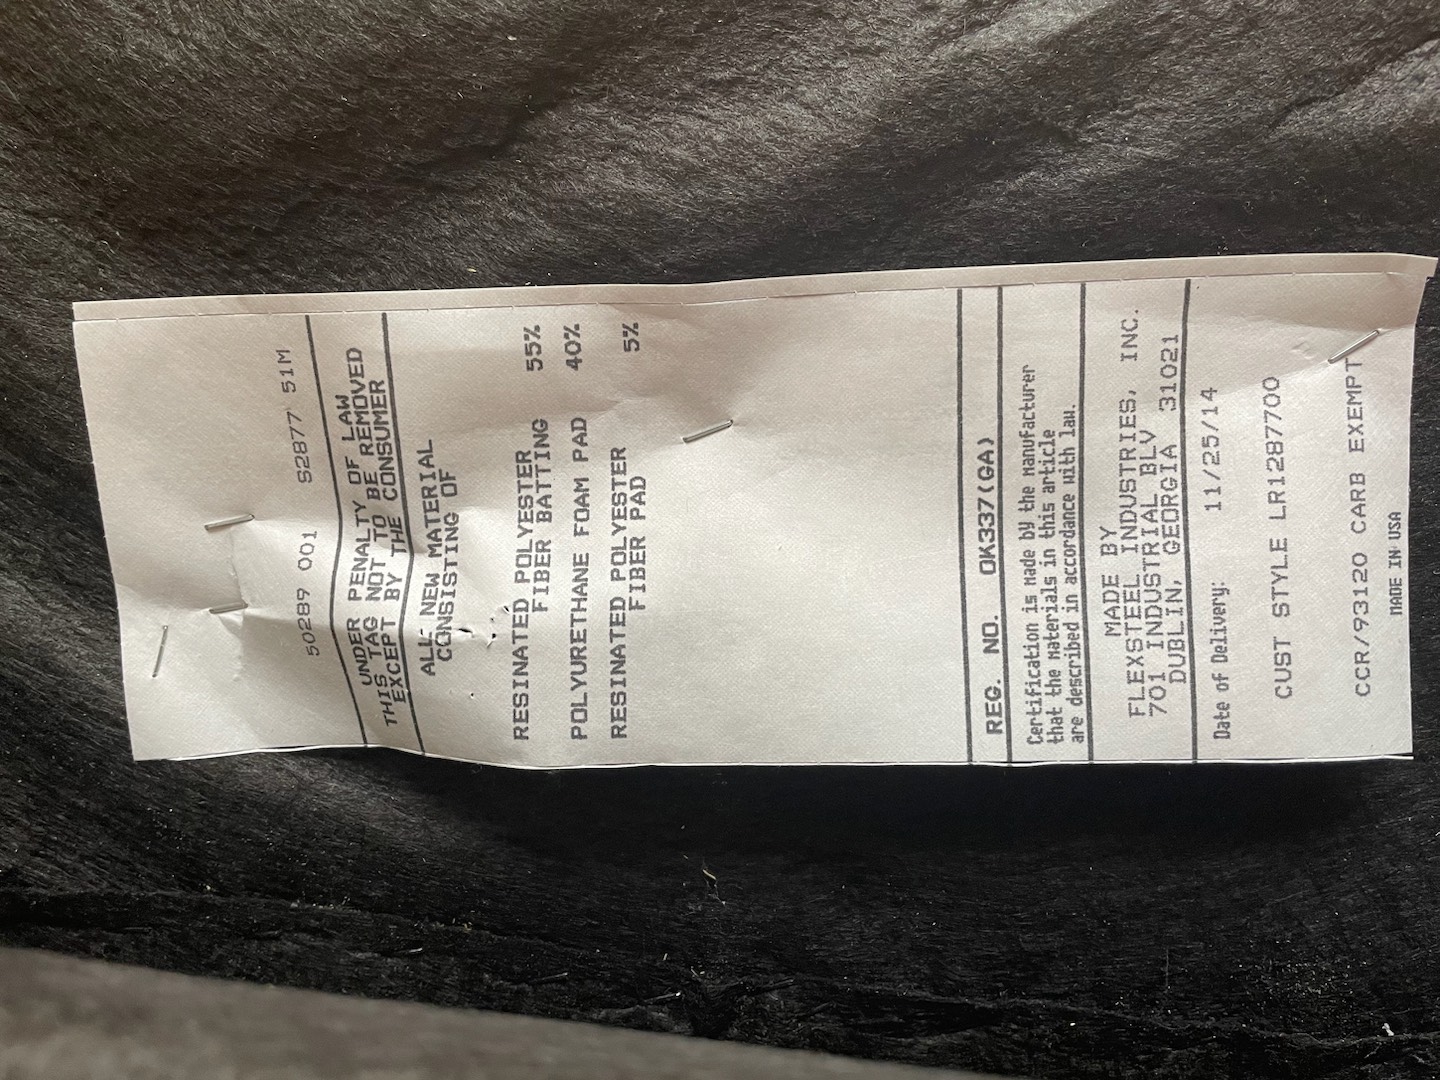 50289 001 S2877 51M
UNDER PENALTY OF LAW
THIS TAG NOT TO BE REMOVED
EXCEPT BY THE CONSUMER
ALL NEW MATERIAL
CONSISTING OF
RESINATED POLYESTER
FIBER BATTING 55%
POLYURETHANE FOAM PAD 40%
RESINATED POLYESTER
FIBER PAD 5%
REG. NO. OK337(GA)
Certification is made by the manufacturer
that the materials in this article
are described in accordance with law.
MADE BY
FLEXSTEEL INDUSTRIES, INC.
701 INDUSTRIAL BLV
DUBLIN, GEORGIA 31021
Date of Delivery: 11/25/14
CUST STYLE LR1287700
CCR/93120 CARB EXEMPT
MADE IN USA